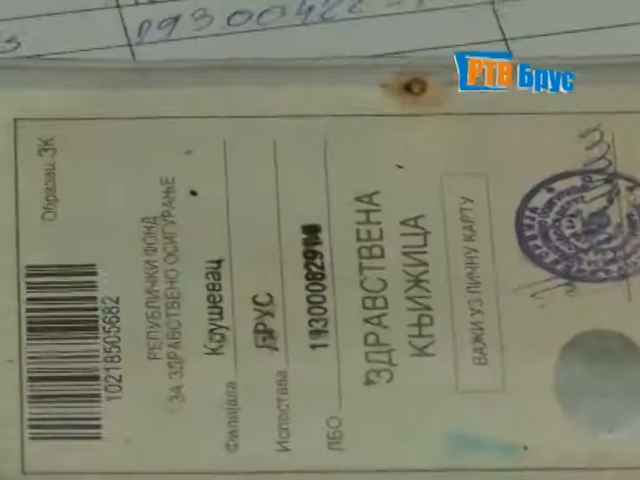 РТВ Брус
Образац ЗК
10218505682
РЕПУБЛИЧКИ ФОНД
ЗА ЗДРАВСТВЕНО ОСИГУРАЊЕ
Филијала Крушевац
Испостава БРУС
ЛБО
ЗДРАВСТВЕНА
КЊИЖИЦА
ВАЖИ УЗ ЛИЧНУ КАРТУ